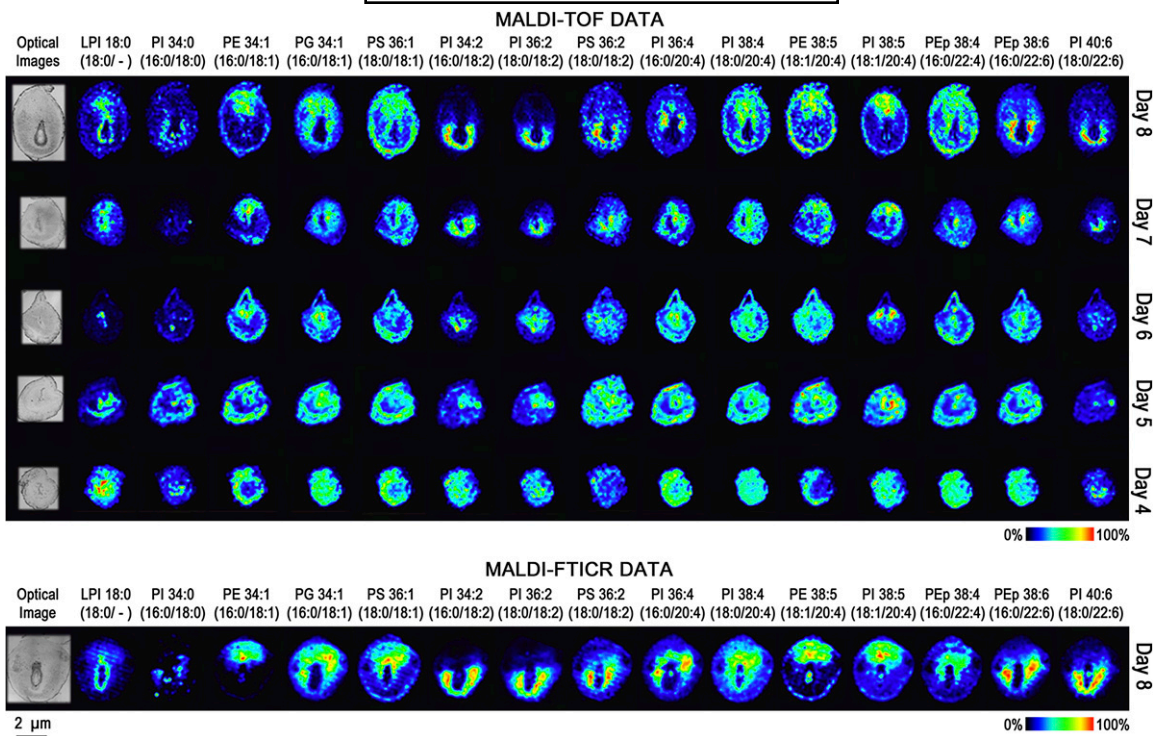 MALDI-TOF DATA
Optical Images LPI 18:0 (18:0/ - ) PI 34:0 (16:0/18:0) PE 34:1 (16:0/18:1) PG 34:1 (16:0/18:1) PS 36:1 (18:0/18:1) PI 34:2 (16:0/18:2) PI 36:2 (18:0/18:2) PS 36:2 (18:0/18:2) PI 36:4 (16:0/20:4) PI 38:4 (18:0/20:4) PE 38:5 (18:1/20:4) PI 38:5 (18:1/20:4) PEp 38:4 (16:0/22:4) PEp 38:6 (16:0/22:6) PI 40:6 (18:0/22:6)
Day 8
Day 7
Day 6
Day 5
Day 4
0% 100%
MALDI-FTICR DATA
Optical Image LPI 18:0 (18:0/ - ) PI 34:0 (16:0/18:0) PE 34:1 (16:0/18:1) PG 34:1 (16:0/18:1) PS 36:1 (18:0/18:1) PI 34:2 (16:0/18:2) PI 36:2 (18:0/18:2) PS 36:2 (18:0/18:2) PI 36:4 (16:0/20:4) PI 38:4 (18:0/20:4) PE 38:5 (18:1/20:4) PI 38:5 (18:1/20:4) PEp 38:4 (16:0/22:4) PEp 38:6 (16:0/22:6) PI 40:6 (18:0/22:6)
Day 8
2 µm
0% 100%